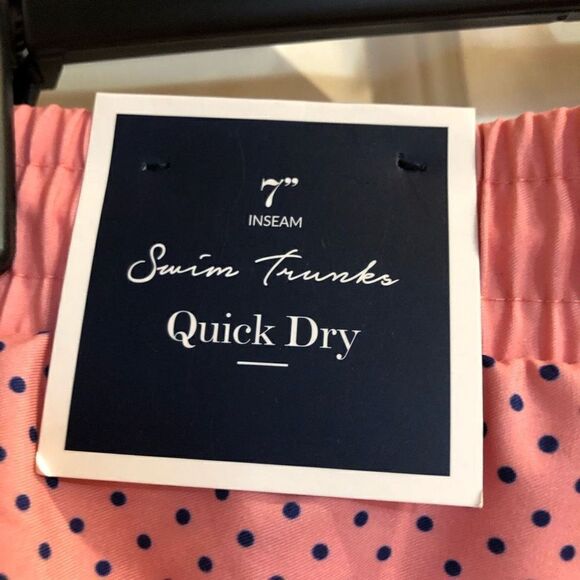 7”
INSEAM
Swim Trunks
Quick Dry